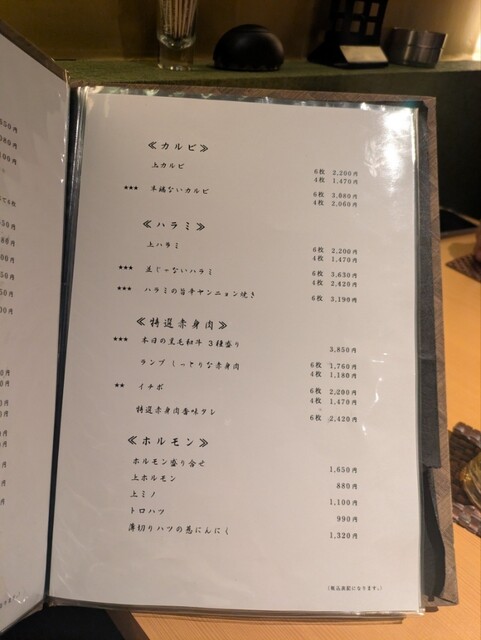 ≪カルビ≫
上カルビ 6枚 2,200円
4枚 1,470円
★★★ 半端ないカルビ 6枚 3,080円
4枚 2,060円
≪ハラミ≫
上ハラミ 6枚 2,200円
4枚 1,470円
★★★ 並じゃないハラミ 6枚 3,630円
4枚 2,420円
★★★ ハラミの旨辛ヤンニョン焼き 6枚 3,190円
≪特選赤身肉≫
★★★ 本日の黒毛和牛 3種盛り 3,850円
ランプ しっとりな赤身肉 6枚 1,760円
4枚 1,180円
★★ イチボ 6枚 2,200円
4枚 1,470円
特選赤身肉香味タレ 6枚 2,420円
≪ホルモン≫
ホルモン盛り合せ 1,650円
上ホルモン 880円
上ミノ 1,100円
トロハツ 990円
薄切りハツの葱にんにく 1,320円
(税込表記になります。)